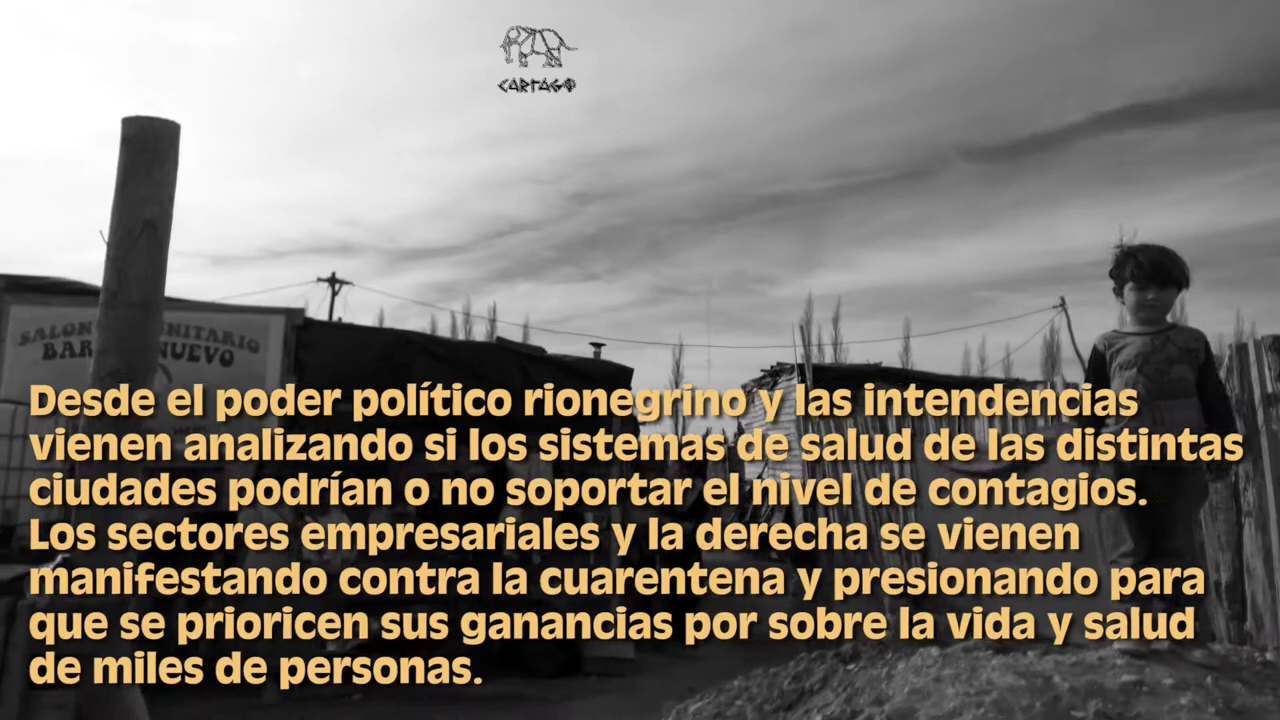 CARTAGO
SALON NITARIO
BAR NUEVO
Desde el poder político rionegrino y las intendencias
vienen analizando si los sistemas de salud de las distintas
ciudades podrían o no soportar el nivel de contagios.
Los sectores empresariales y la derecha se vienen
manifestando contra la cuarentena y presionando para
que se prioricen sus ganancias por sobre la vida y salud
de miles de personas.